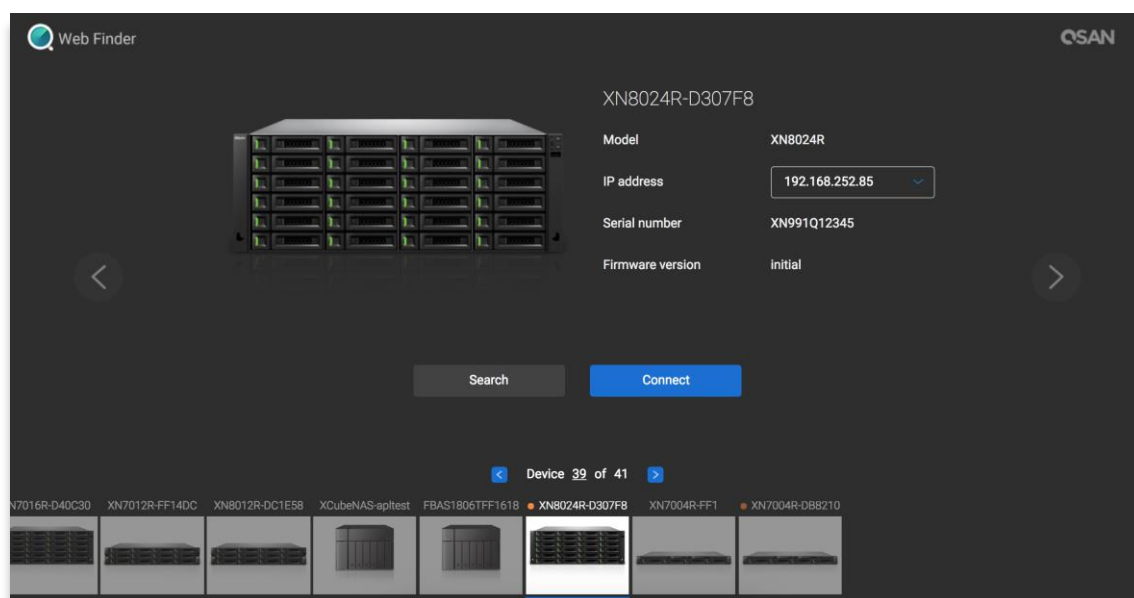 Web Finder
QSAN
XN8024R-D307F8
Model XN8024R
IP address 192.168.252.85
Serial number XN991Q12345
Firmware version initial
Search Connect
Device 39 of 41
N7016R-D40C30 XN7012R-FF14DC XN8012R-DC1E58 XCubeNAS-apltest FBAS1806TFF1618 XN8024R-D307F8 XN7004R-FF1 XN7004R-DB8210